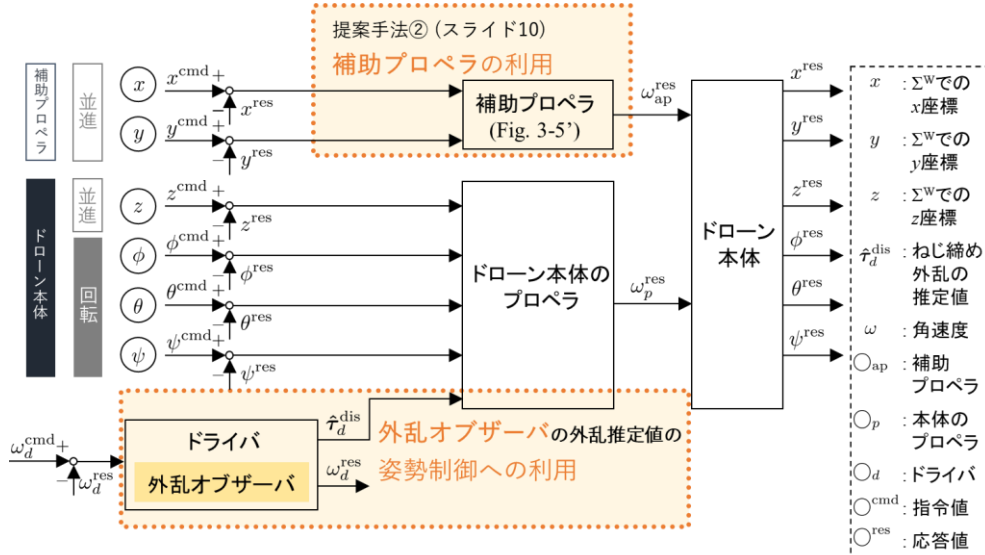 提案手法② (スライド10)
補助プロペラの利用
補助プロペラ
並進
x
x^cmd +
−
x^res
y
y^cmd +
−
y^res
補助プロペラ
(Fig. 3-5’)
ω_ap^res
ドローン本体
並進
z
z^cmd +
−
z^res
回転
ϕ
ϕ^cmd +
−
ϕ^res
θ
θ^cmd +
−
θ^res
ψ
ψ^cmd +
−
ψ^res
ドローン本体の
プロペラ
ω_p^res
ドローン
本体
x^res
y^res
z^res
ϕ^res
θ^res
ψ^res
ω_d^cmd +
−
ω_d^res
ドライバ
外乱オブザーバ
τ̂_d^dis
ω_d^res
外乱オブザーバの外乱推定値の
姿勢制御への利用
x : Σ^Wでの
x座標
y : Σ^Wでの
y座標
z : Σ^Wでの
z座標
τ̂_d^dis : ねじ締め
外乱の
推定値
ω : 角速度
○_ap : 補助
プロペラ
○_p : 本体の
プロペラ
○_d : ドライバ
○^cmd : 指令値
○^res : 応答値